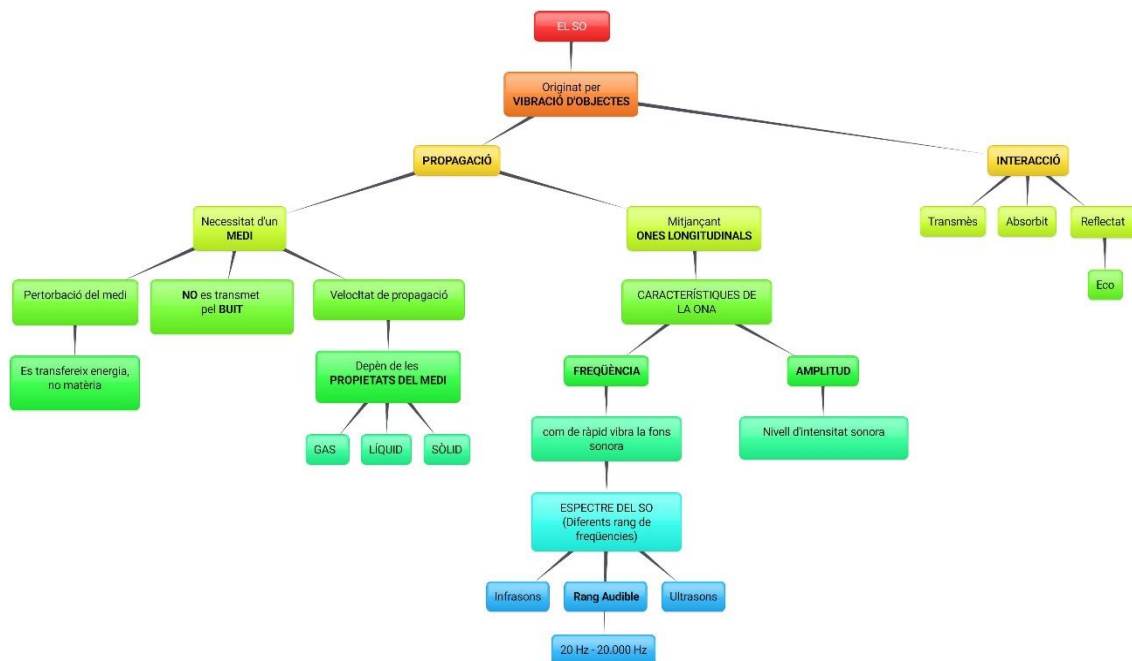 EL SO
Originat per
VIBRACIÓ D'OBJECTES
PROPAGACIÓ
INTERACCIÓ
Necessitat d'un
MEDI
Mitjançant
ONES LONGITUDINALS
Transmès
Absorbit
Reflectat
Pertorbació del medi
NO es transmet
pel BUIT
Velocitat de propagació
CARACTERÍSTIQUES DE
LA ONA
Eco
Es transfereix energia,
no matèria
Depèn de les
PROPIETATS DEL MEDI
FREQÜÈNCIA
AMPLITUD
GAS
LÍQUID
SÒLID
com de ràpid vibra la fons
sonora
Nivell d'intensitat sonora
ESPECTRE DEL SO
(Diferents rang de
freqüencies)
Infrasons
Rang Audible
Ultrasons
20 Hz - 20.000 Hz